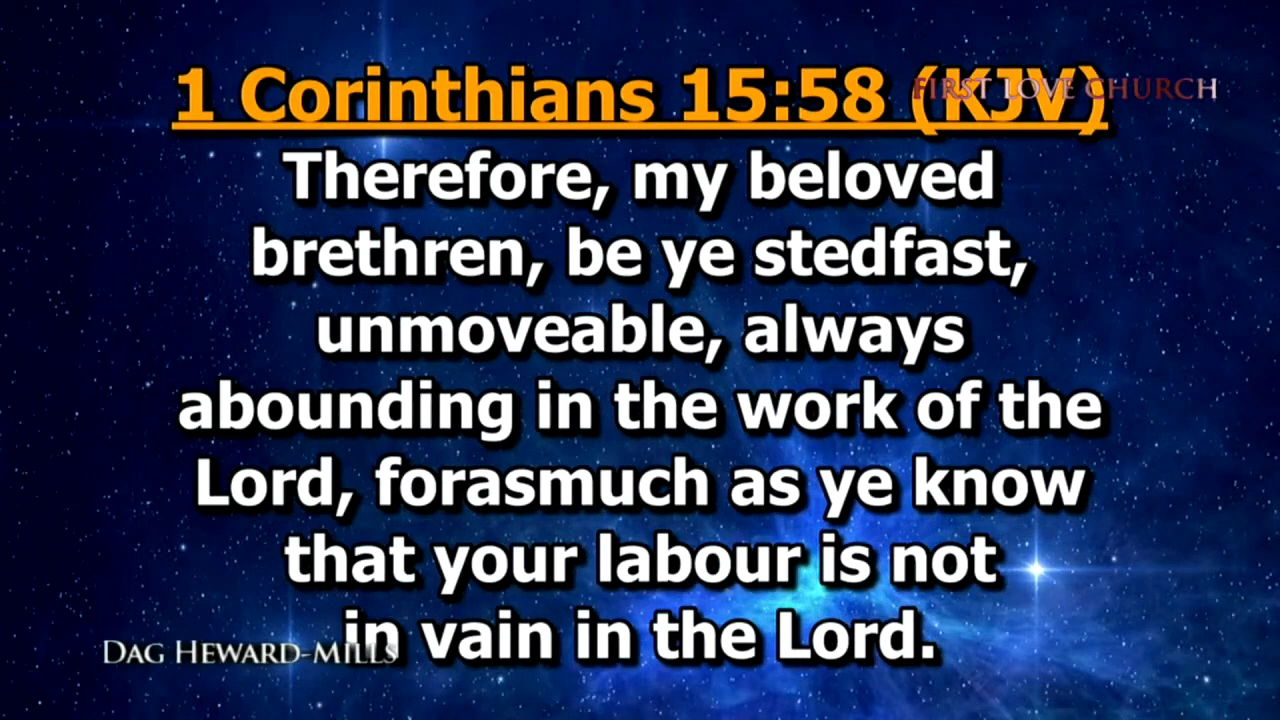 1 Corinthians 15:58 (KJV)
FIRST LOVE CHURCH
Therefore, my beloved
brethren, be ye stedfast,
unmoveable, always
abounding in the work of the
Lord, forasmuch as ye know
that your labour is not
in vain in the Lord.
DAG HEWARD-MILLS